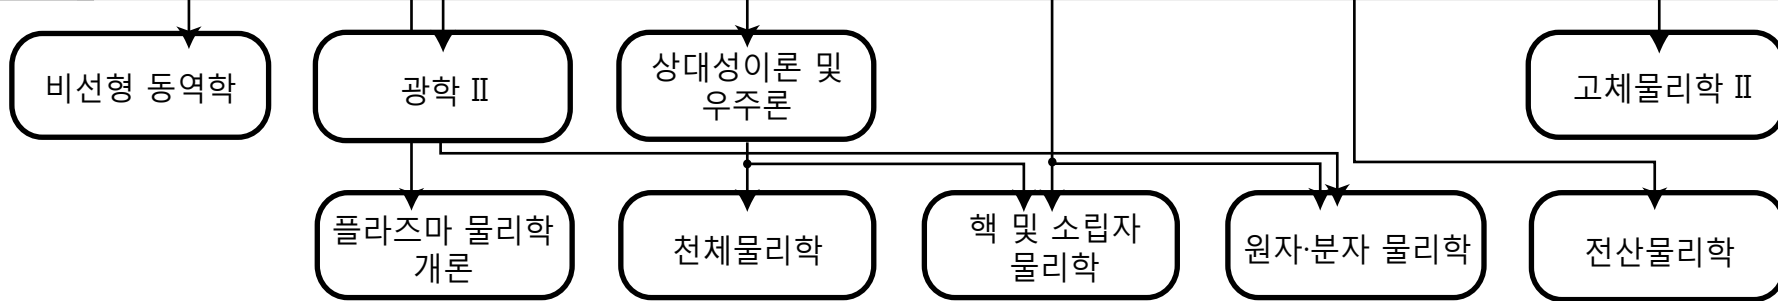 비선형 동역학
광학 Ⅱ
상대성이론 및
우주론
고체물리학 Ⅱ
플라즈마 물리학
개론
천체물리학
핵 및 소립자
물리학
원자·분자 물리학
전산물리학